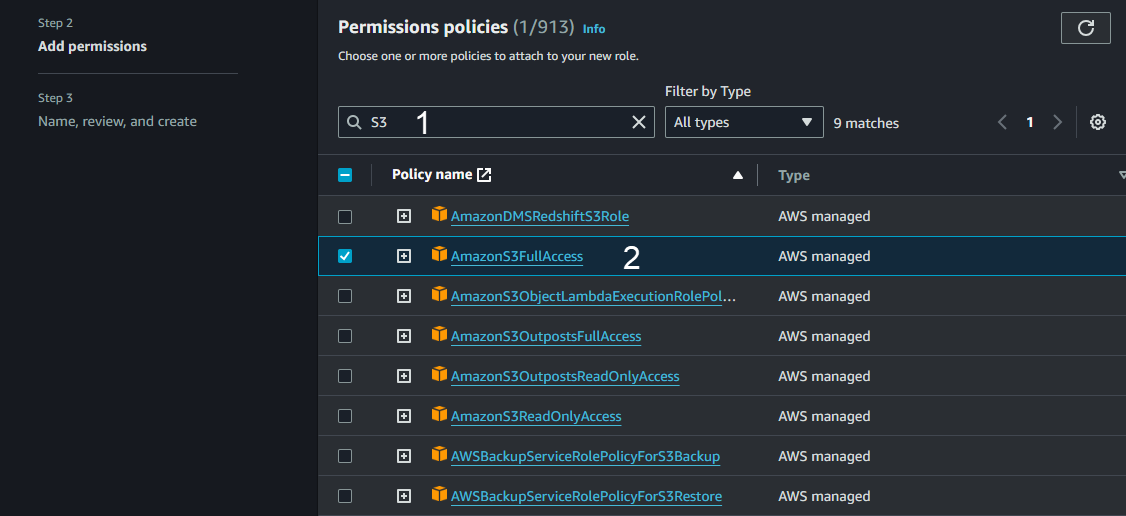 Step 2
Add permissions
Step 3
Name, review, and create
Permissions policies (1/913) Info
Choose one or more policies to attach to your new role.
Filter by Type
S3 1 All types 9 matches 1
Policy name Type
AmazonDMSRedshiftS3Role AWS managed
AmazonS3FullAccess 2 AWS managed
AmazonS3ObjectLambdaExecutionRolePol... AWS managed
AmazonS3OutpostsFullAccess AWS managed
AmazonS3OutpostsReadOnlyAccess AWS managed
AmazonS3ReadOnlyAccess AWS managed
AWSBackupServiceRolePolicyForS3Backup AWS managed
AWSBackupServiceRolePolicyForS3Restore AWS managed